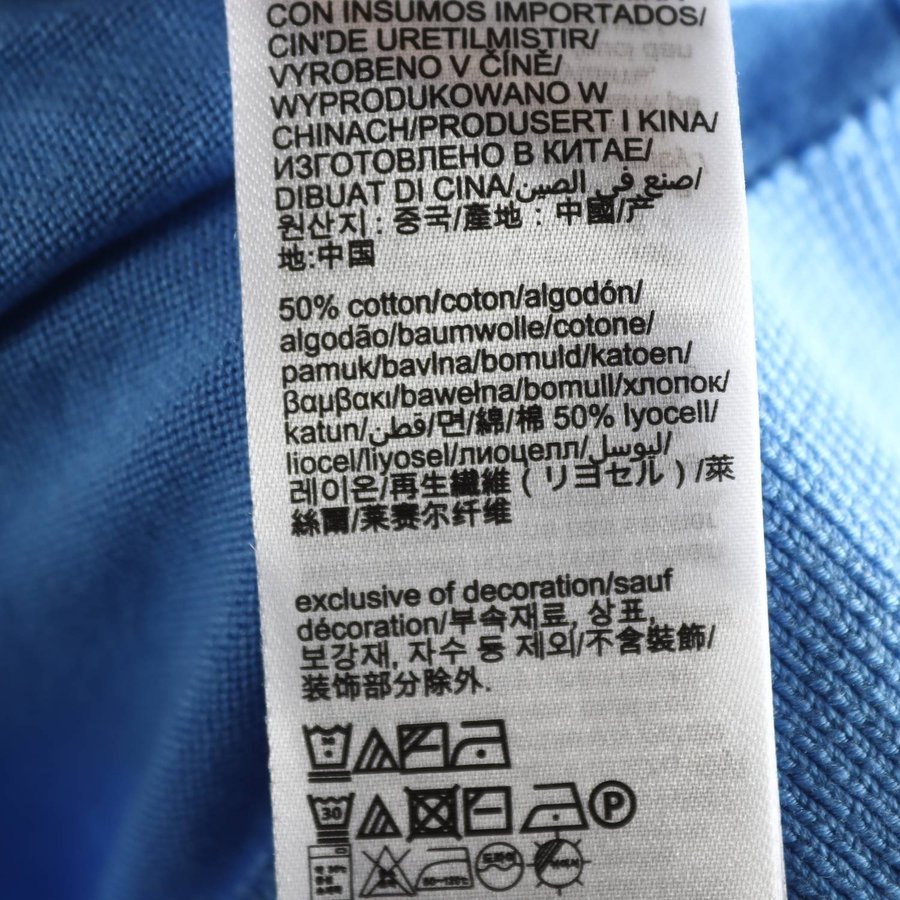 CON INSUMOS IMPORTADOS/
CIN'DE URETILMISTIR/
VYROBENO V ČÍNĚ/
WYPRODUKOWANO W
CHINACH/PRODUSERT I KINA/
ИЗГОТОВЛЕНО В КИТАЕ/
DIBUAT DI CINA/صنع في الصين/
원산지 : 중국/產地 : 中國/产
地:中国
50% cotton/coton/algodón/
algodão/baumwolle/cotone/
pamuk/bavlna/bomuld/katoen/
βαμβακι/bawełna/bomull/хлопок/
katun/قطن/면/綿/棉 50% lyocell/
liocel/liyosel/лиоцелл/ليوسل/
레이온/再生繊維 (リヨセル)/萊
絲爾/莱赛尔纤维
exclusive of decoration/sauf
décoration/부속재료, 상표,
보강재, 자수 등 제외/不含裝飾/
装饰部分除外.
30
P